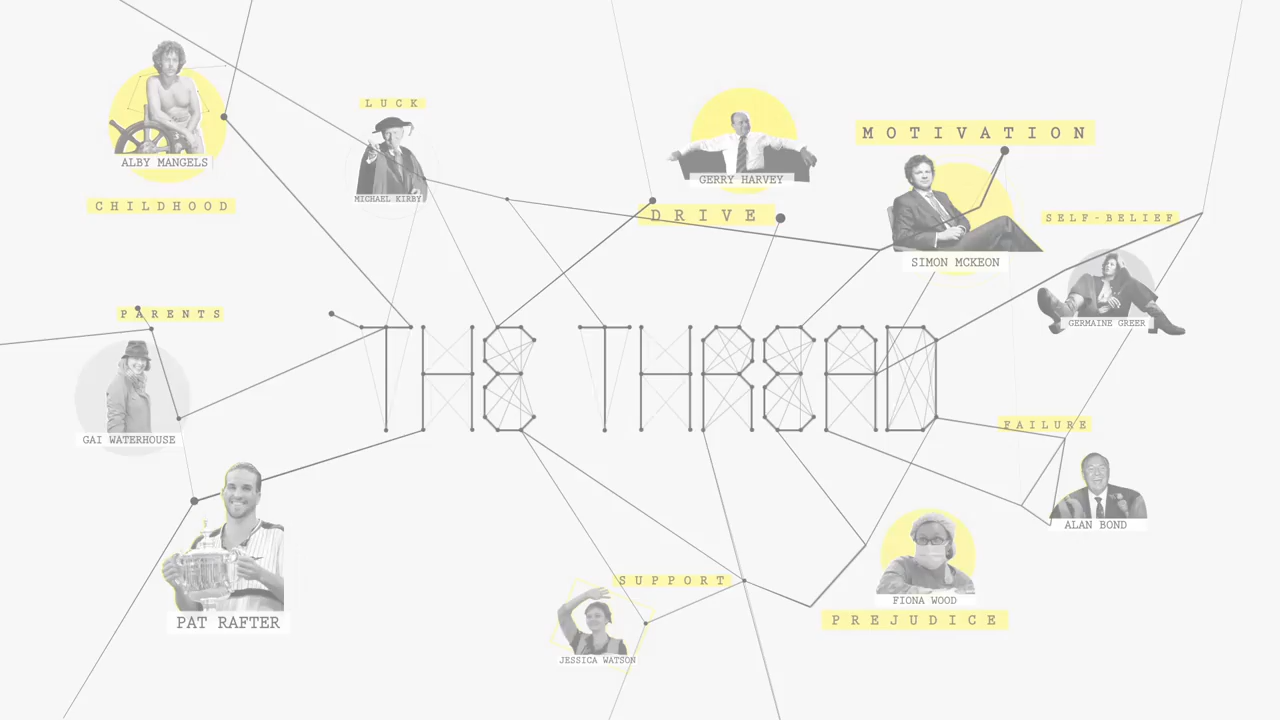 LUCK
MOTIVATION
ALBY MANGELS
GERRY HARVEY
MICHAEL KIRBY
CHILDHOOD
DRIVE
SELF-BELIEF
SIMON MCKEON
PARENTS
GERMAINE GREER
THE THREAD
FAILURE
GAI WATERHOUSE
ALAN BOND
SUPPORT
FIONA WOOD
PAT RAFTER
PREJUDICE
JESSICA WATSON